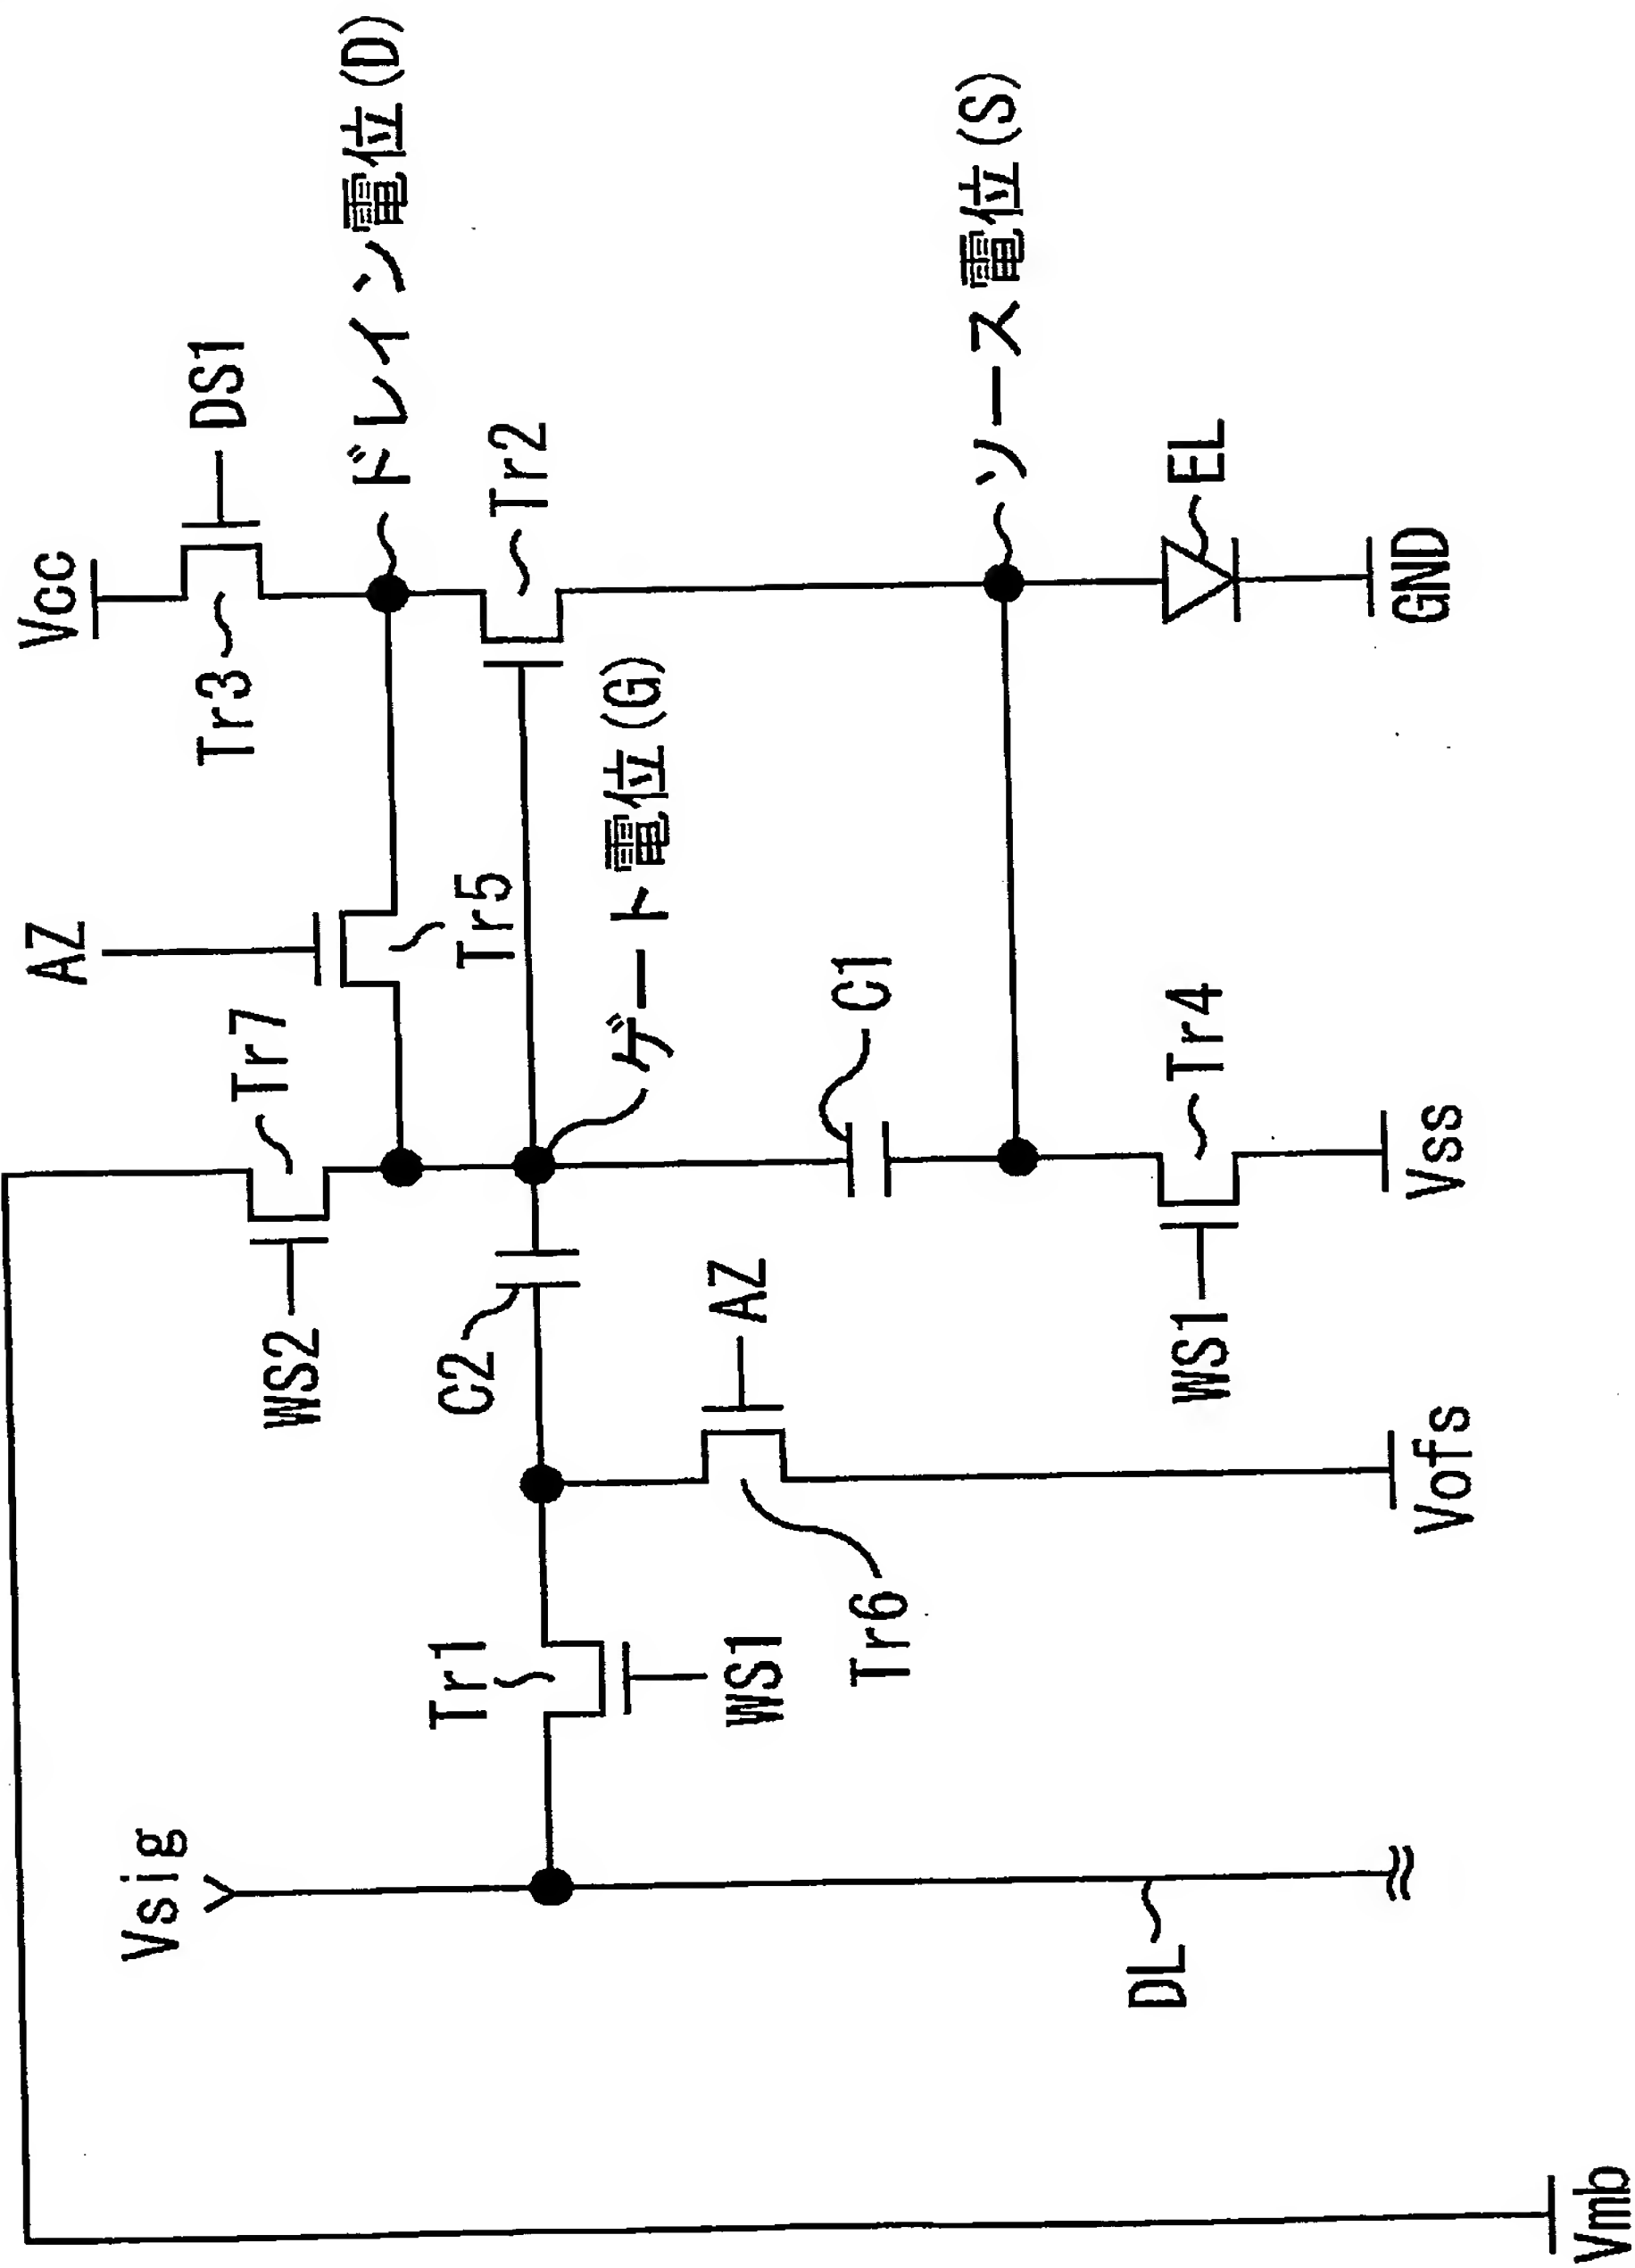 Vcc
DS1
Tr3
ドレイン電位(D)
AZ
Tr7
Tr5
Tr2
WS2
ゲート電位(G)
C2
C1
AZ
Tr6
Tr1
WS1
Vsig
ソース電位(S)
EL
Tr4
WS1
DL
GND
Vss
Vofs
Vmb